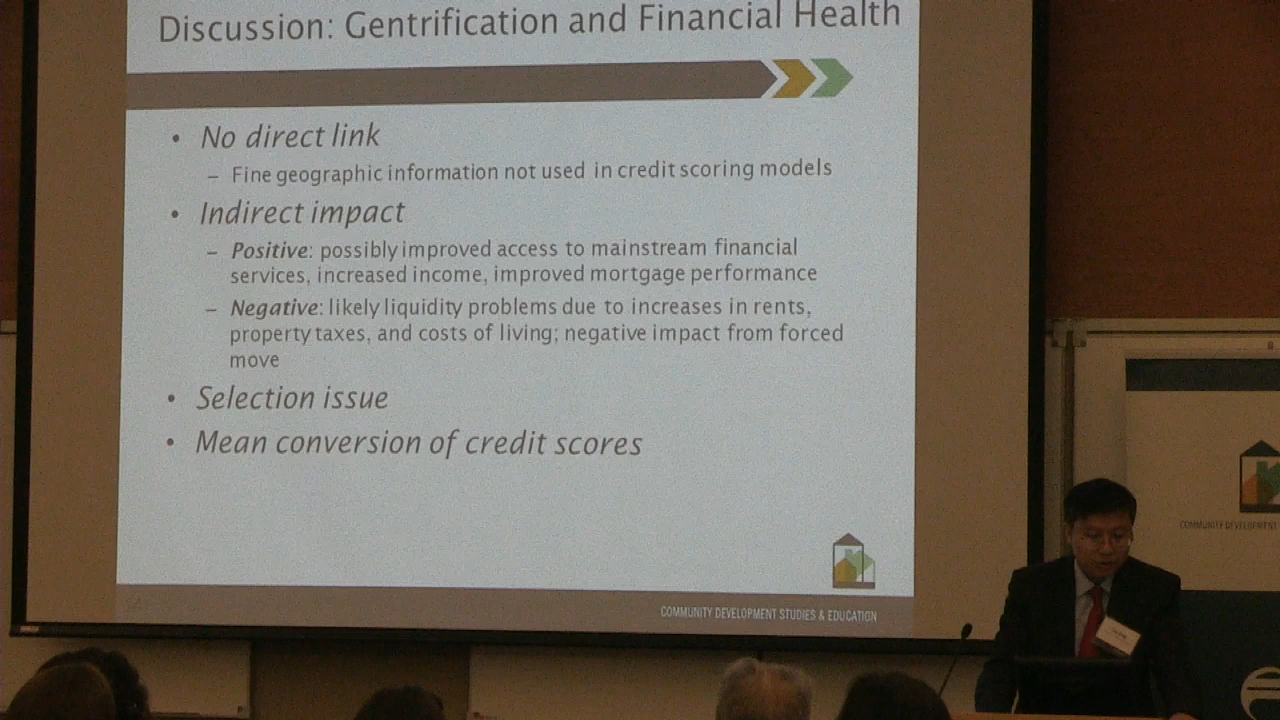 Discussion: Gentrification and Financial Health
• No direct link
– Fine geographic information not used in credit scoring models
• Indirect impact
– Positive: possibly improved access to mainstream financial
services, increased income, improved mortgage performance
– Negative: likely liquidity problems due to increases in rents,
property taxes, and costs of living; negative impact from forced
move
• Selection issue
• Mean conversion of credit scores
COMMUNITY DEVELOPMENT STUDIES & EDUCATION
COMMUNITY DEVELOPMENT